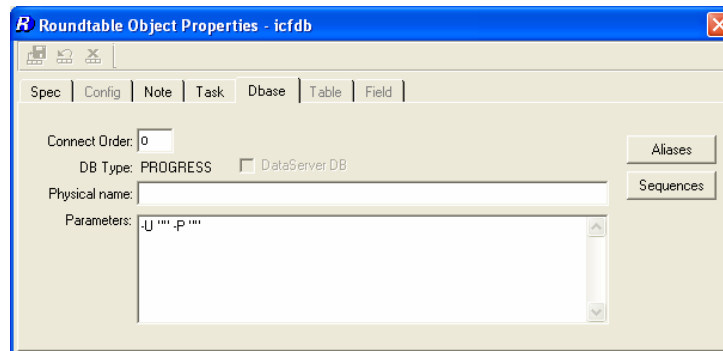 R Roundtable Object Properties - icfdb
Spec Config Note Task Dbase Table Field
Connect Order: 0
Aliases
DB Type: PROGRESS DataServer DB
Sequences
Physical name:
Parameters: -U "" -P ""